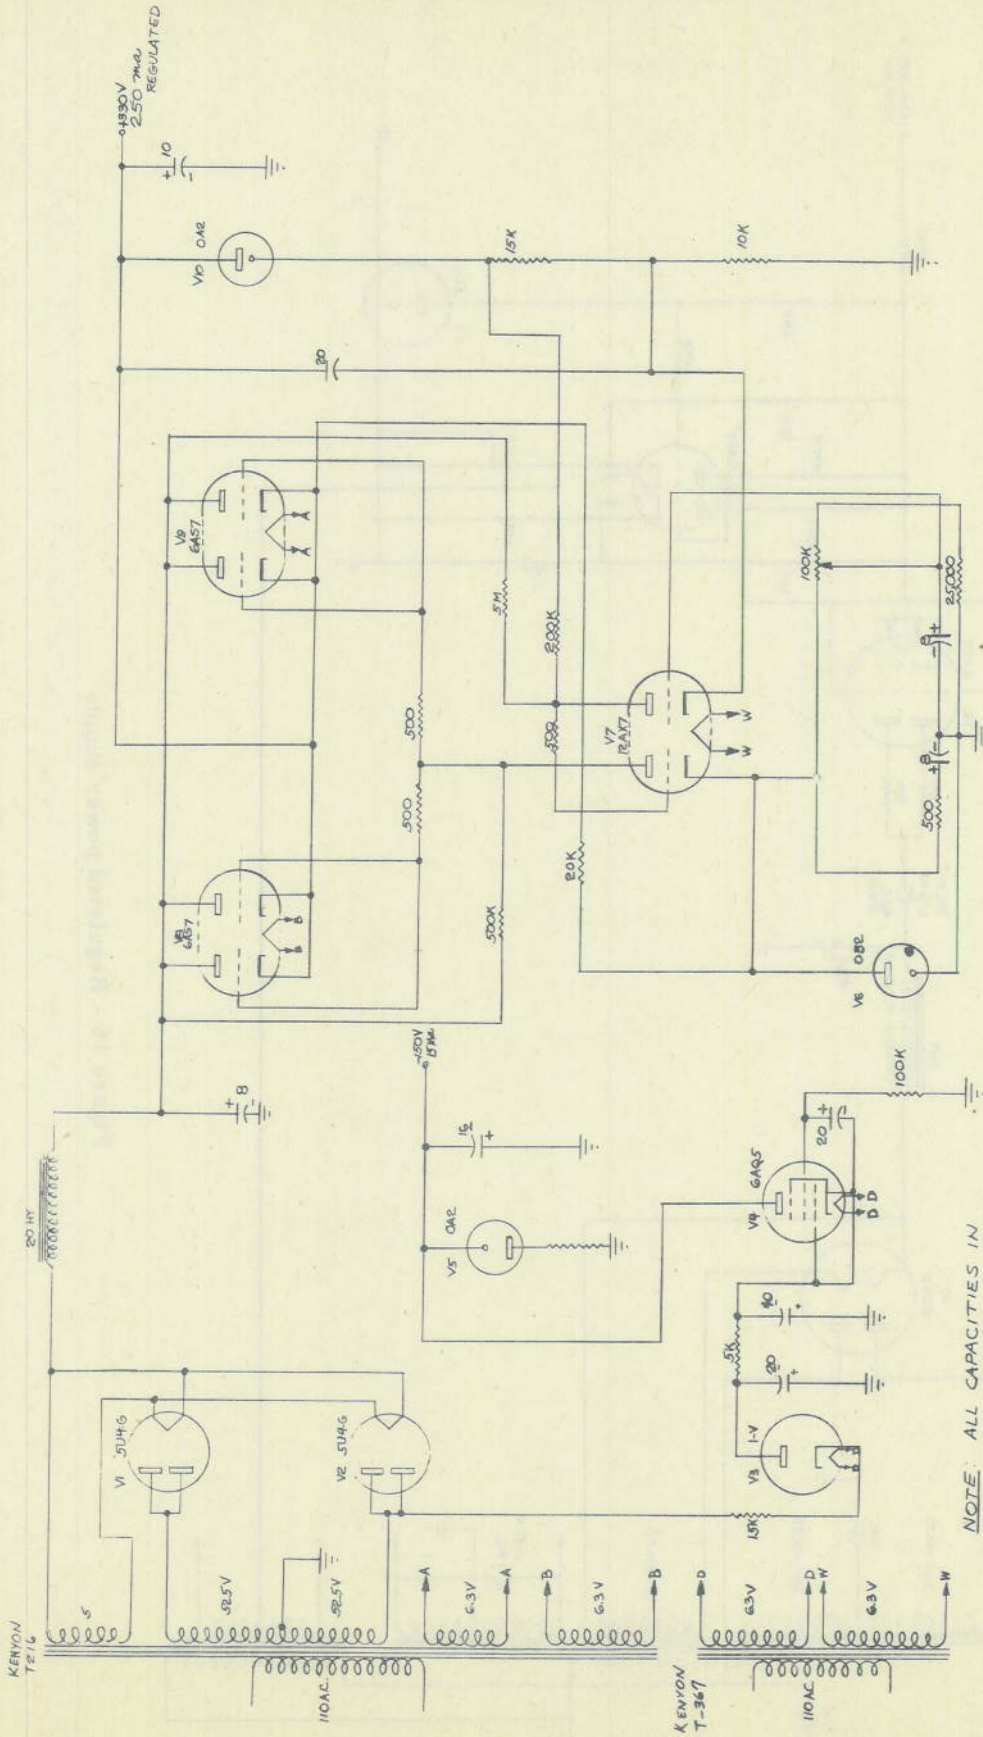 KENYON
T216
5
525V
525V
110AC
6.3V
6.3V
A
A
B
B
KENYON
T-367
110AC
6.3V
6.3V
D
D
W
W
V1
5U4G
V2
5U4G
20 HY
+
8
-
V3
1-V
15K
20
+
5K
40
+
V4
6AQ5
D
D
20
+
-
100K
V5
OA2
16
+
-150V
15 ma
V8
6AS7
B
B
500
500
V9
6AS7
A
A
500K
5M
200K
500
20K
V7
12AX7
W
W
V6
OB2
500
+
8
-
-
8
+
100K
25000
20
V10
OA2
15K
10K
+
10
-
+330V
250 ma
REGULATED
NOTE: ALL CAPACITIES IN